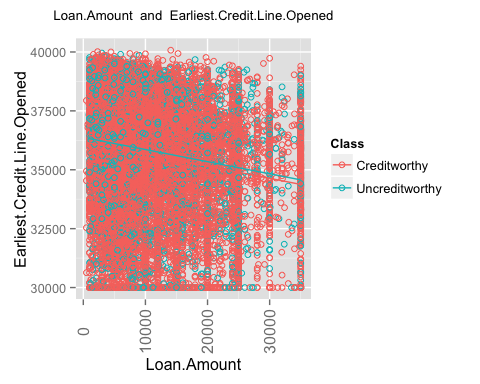 Loan.Amount and Earliest.Credit.Line.Opened
40000
37500
35000
32500
30000
Earliest.Credit.Line.Opened
0
10000
20000
30000
Loan.Amount
Class
Creditworthy
Uncreditworthy